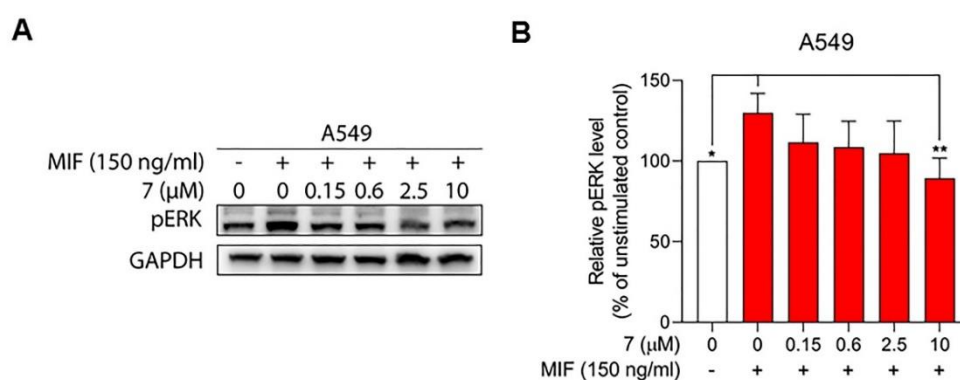 A
A549
MIF (150 ng/ml) - + + + + +
7 (μM) 0 0 0.15 0.6 2.5 10
pERK
GAPDH
B
A549
Relative pERK level
(% of unstimulated control)
150
100
50
0
* **
7 (μM) 0 0 0.15 0.6 2.5 10
MIF (150 ng/ml) - + + + + +